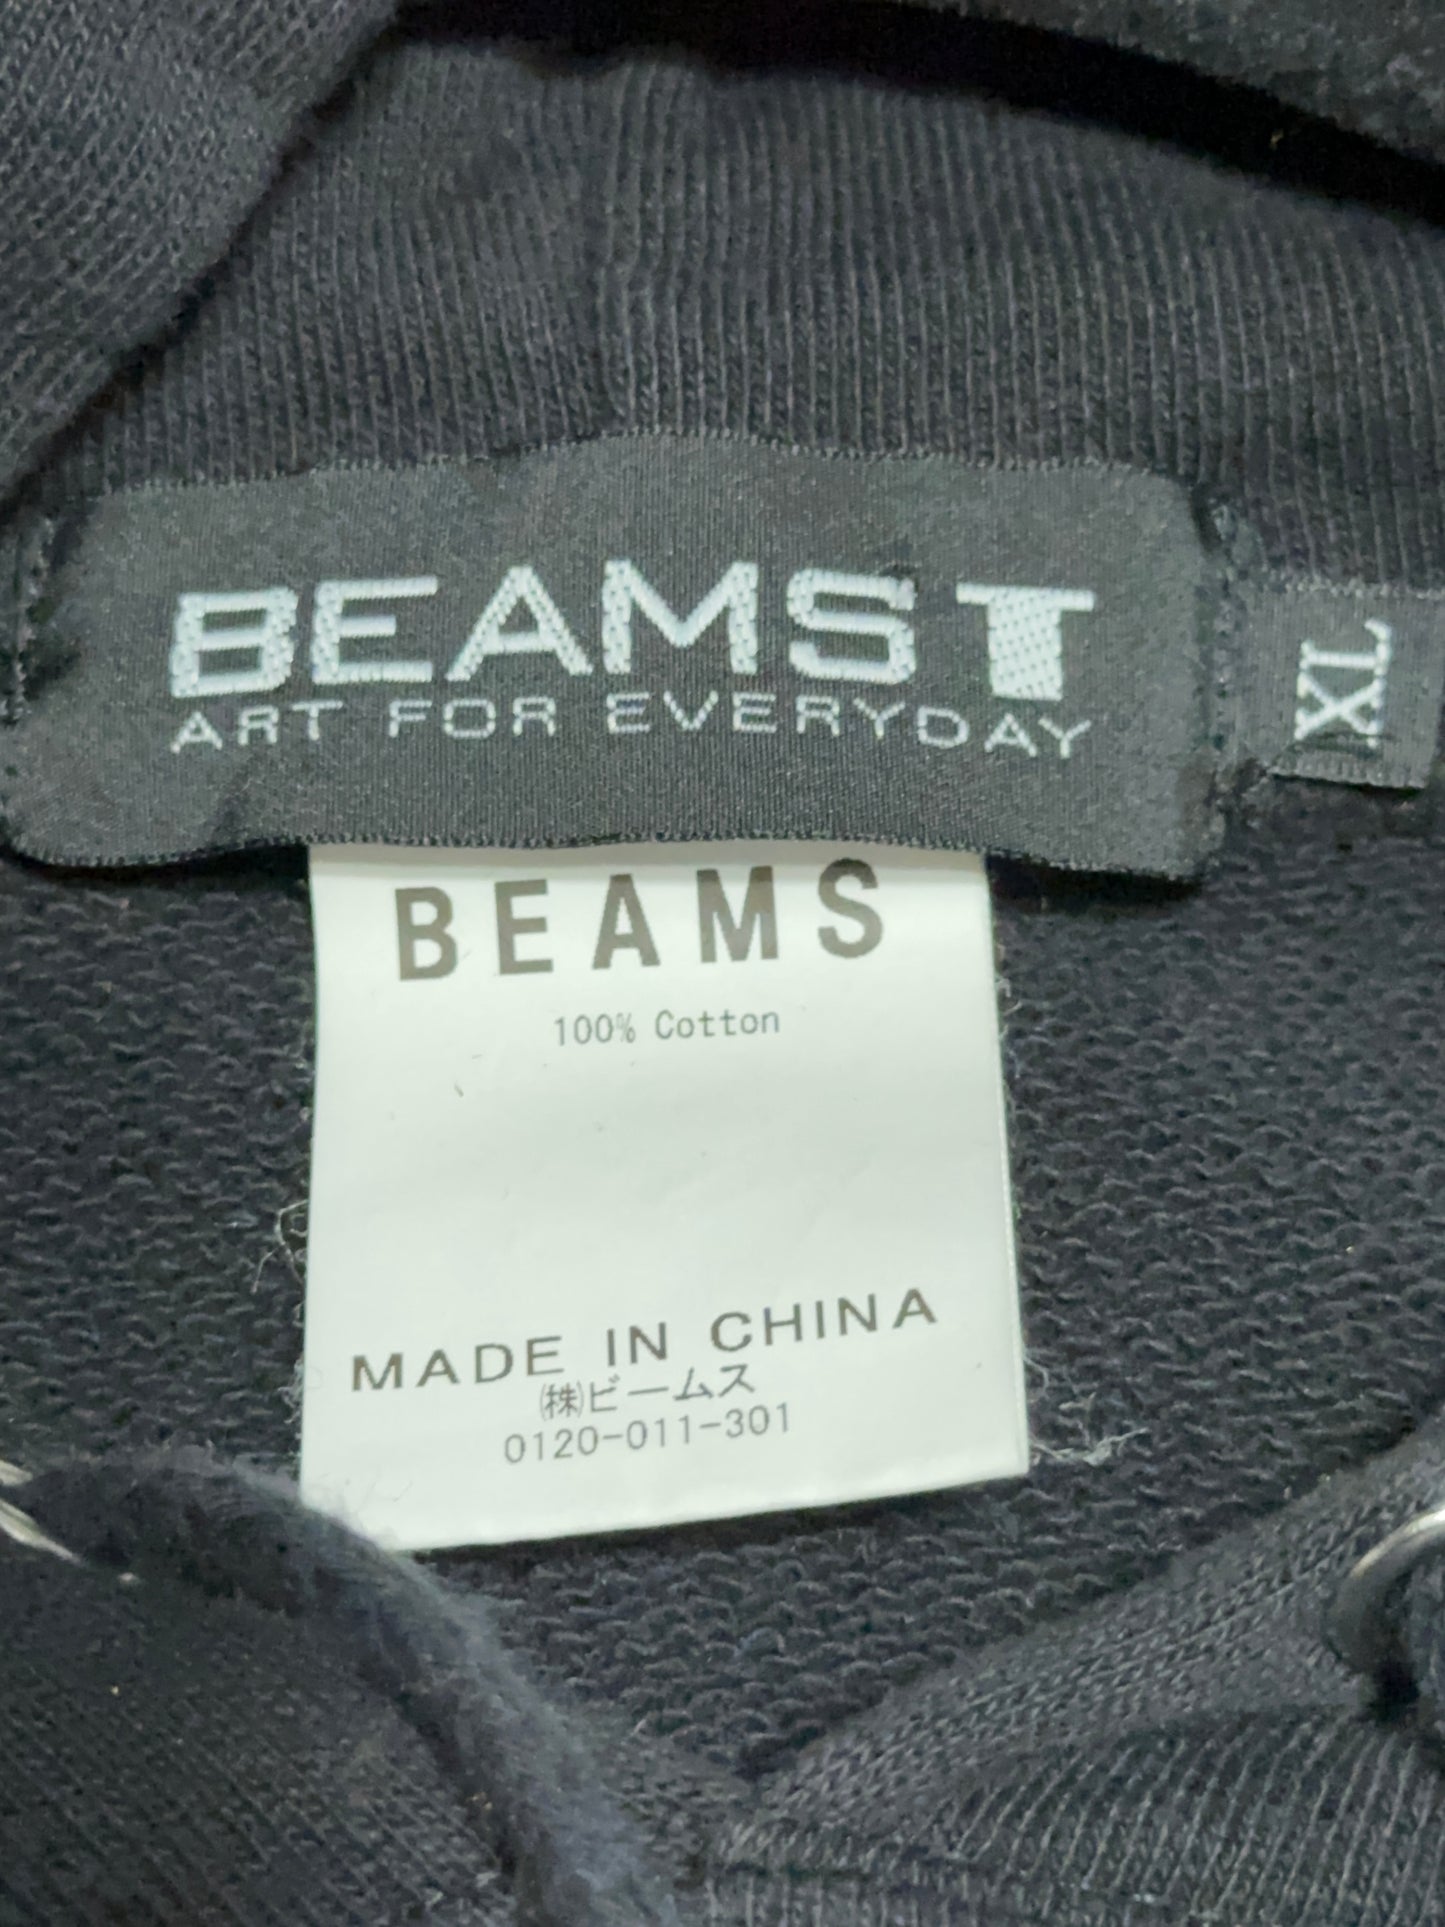 BEAMS T
ART FOR EVERYDAY
XL
BEAMS
100% Cotton
MADE IN CHINA
㈱ビームス
0120-011-301